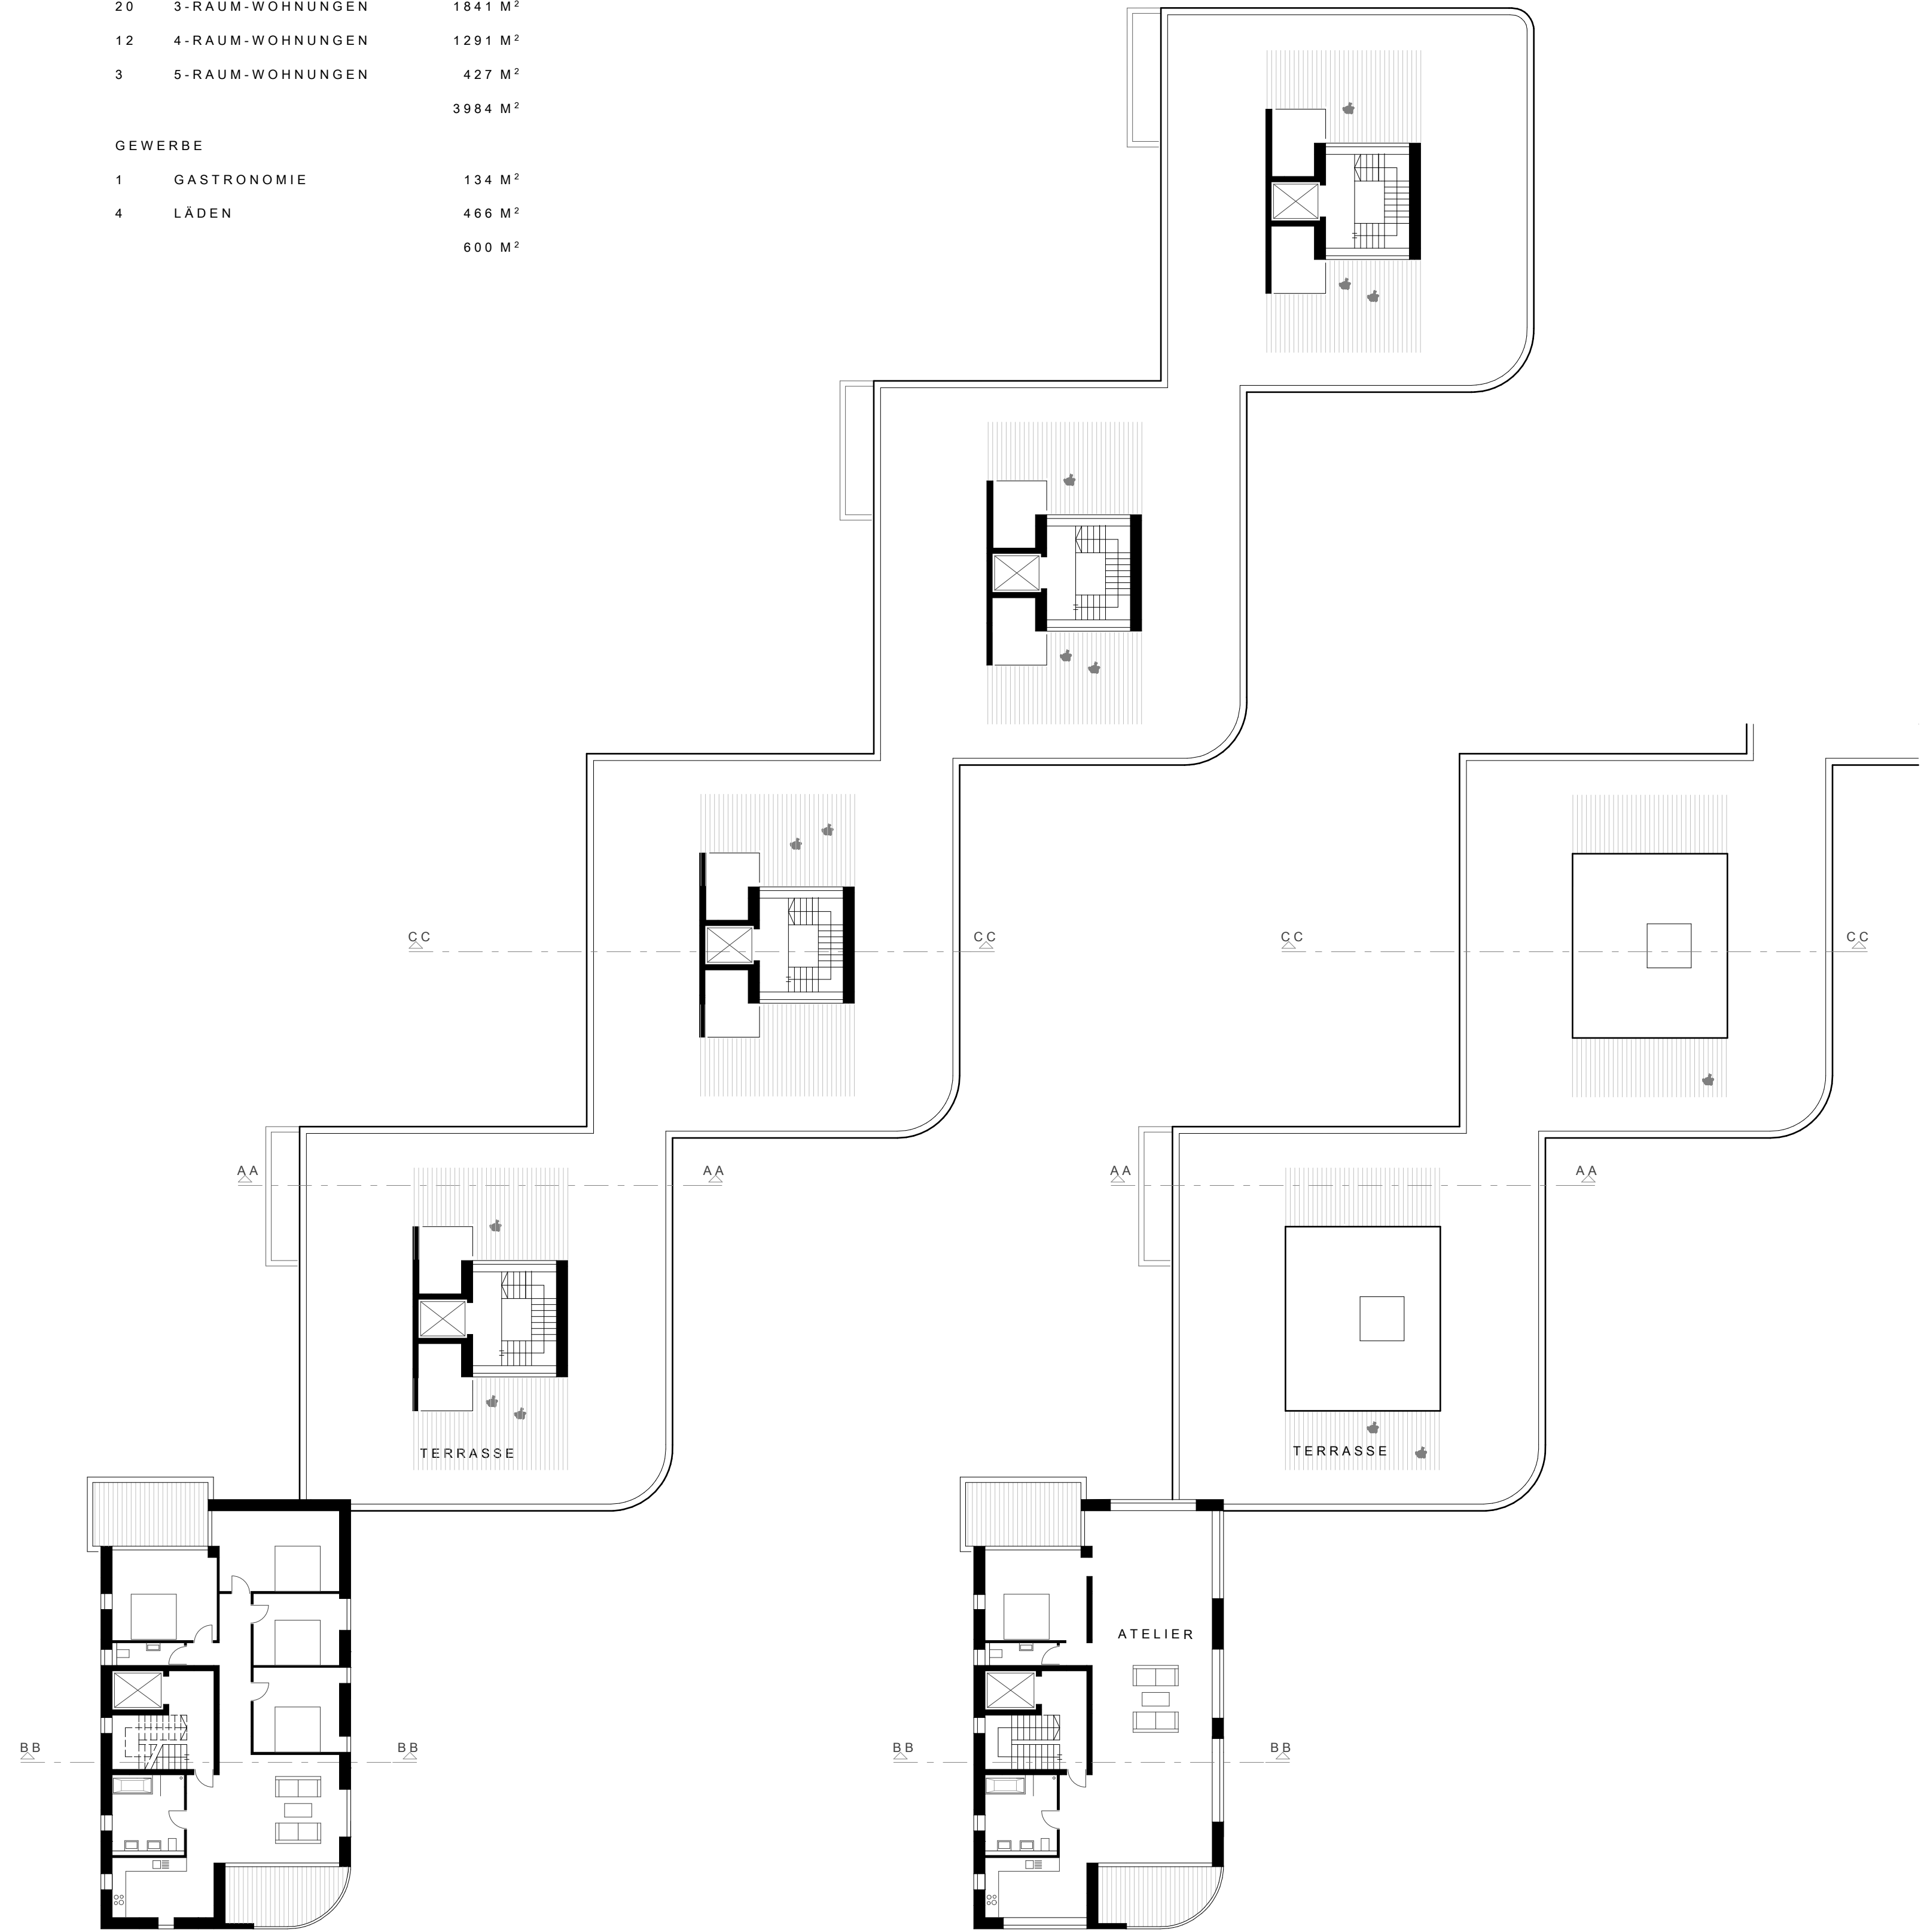 20 3-RAUM-WOHNUNGEN 1841 M²
12 4-RAUM-WOHNUNGEN 1291 M²
3 5-RAUM-WOHNUNGEN 427 M²
3984 M²
GEWERBE
1 GASTRONOMIE 134 M²
4 LÄDEN 466 M²
600 M²
CC CC CC CC
AA AA AA AA
TERRASSE TERRASSE
ATELIER
BB BB BB BB